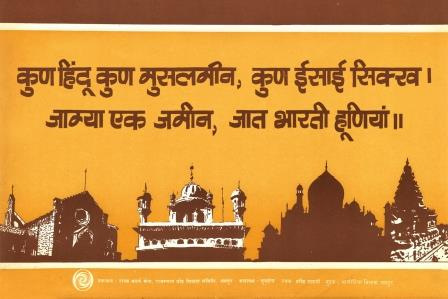 कुण हिंदू कुण मुसलमीन, कुण ईसाई सिक्ख।
जाम्या एक जमीन, जात भारती हूणियां॥